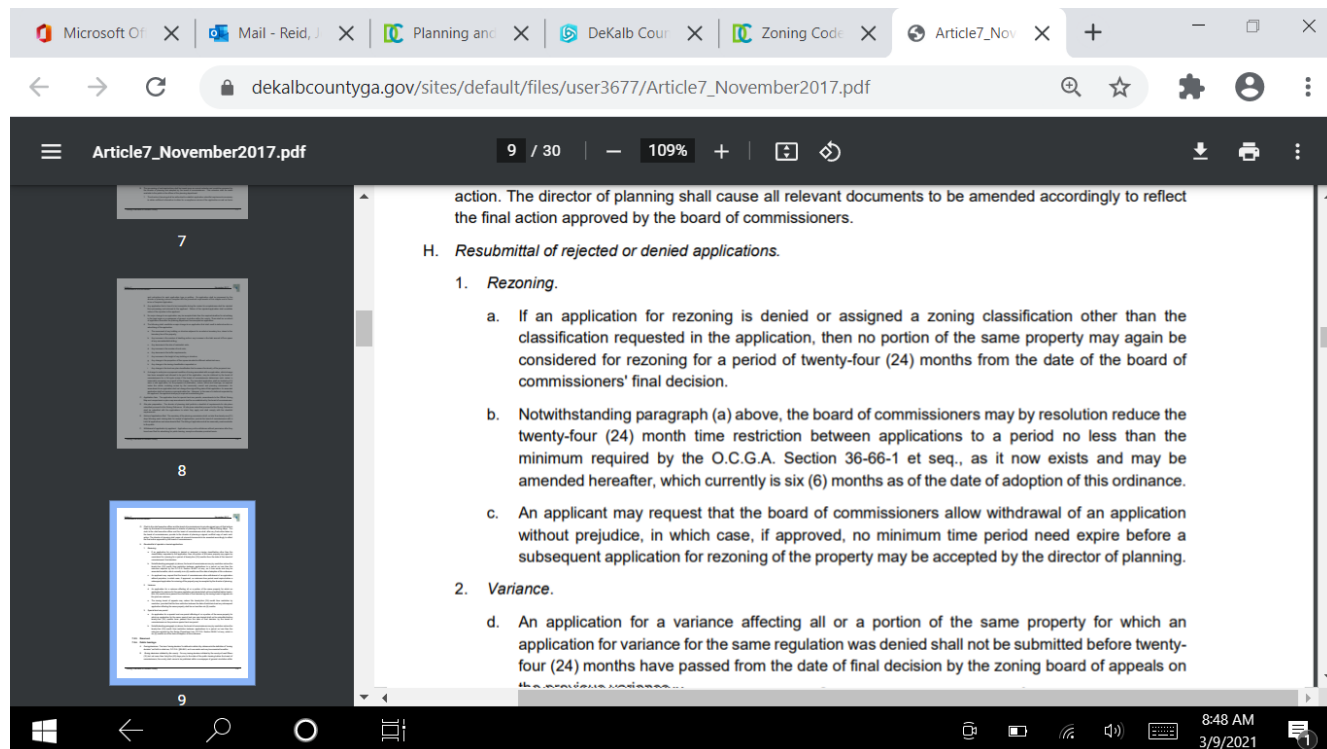 Microsoft Of
Mail - Reid, J
Planning and
DeKalb Coun
Zoning Code
Article7_Nov
dekalbcountyga.gov/sites/default/files/user3677/Article7_November2017.pdf
Article7_November2017.pdf
9 / 30
109%
7
8
9
action. The director of planning shall cause all relevant documents to be amended accordingly to reflect
the final action approved by the board of commissioners.
H. Resubmittal of rejected or denied applications.
1. Rezoning.
a. If an application for rezoning is denied or assigned a zoning classification other than the
classification requested in the application, then no portion of the same property may again be
considered for rezoning for a period of twenty-four (24) months from the date of the board of
commissioners' final decision.
b. Notwithstanding paragraph (a) above, the board of commissioners may by resolution reduce the
twenty-four (24) month time restriction between applications to a period no less than the
minimum required by the O.C.G.A. Section 36-66-1 et seq., as it now exists and may be
amended hereafter, which currently is six (6) months as of the date of adoption of this ordinance.
c. An applicant may request that the board of commissioners allow withdrawal of an application
without prejudice, in which case, if approved, no minimum time period need expire before a
subsequent application for rezoning of the property may be accepted by the director of planning.
2. Variance.
d. An application for a variance affecting all or a portion of the same property for which an
application for variance for the same regulation was denied shall not be submitted before twenty-
four (24) months have passed from the date of final decision by the zoning board of appeals on
the previous variance.
8:48 AM
3/9/2021
1